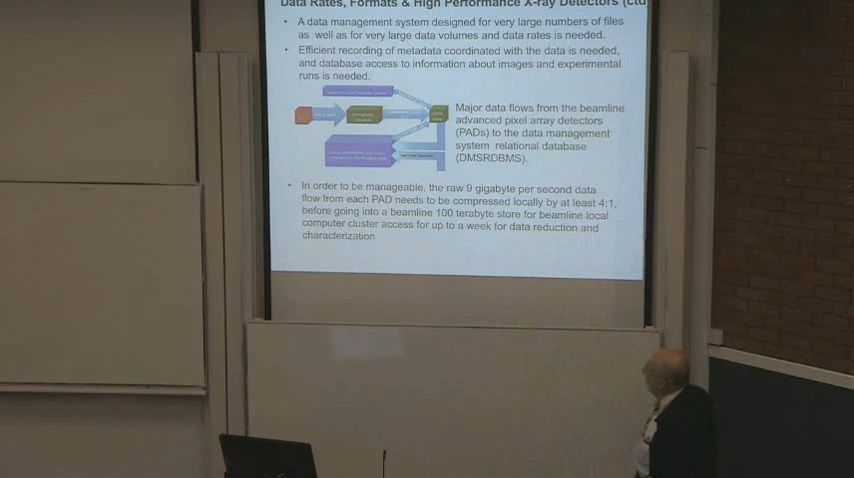 Data Rates, Formats & High Performance X-ray Detectors (ctd
• A data management system designed for very large numbers of files
as well as for very large data volumes and data rates is needed.
• Efficient recording of metadata coordinated with the data is needed,
and database access to information about images and experimental
runs is needed.
Major data flows from the beamline
advanced pixel array detectors
(PADs) to the data management
system relational database
(DMSRDBMS).
• In order to be manageable, the raw 9 gigabyte per second data
flow from each PAD needs to be compressed locally by at least 4:1,
before going into a beamline 100 terabyte store for beamline local
computer cluster access for up to a week for data reduction and
characterization